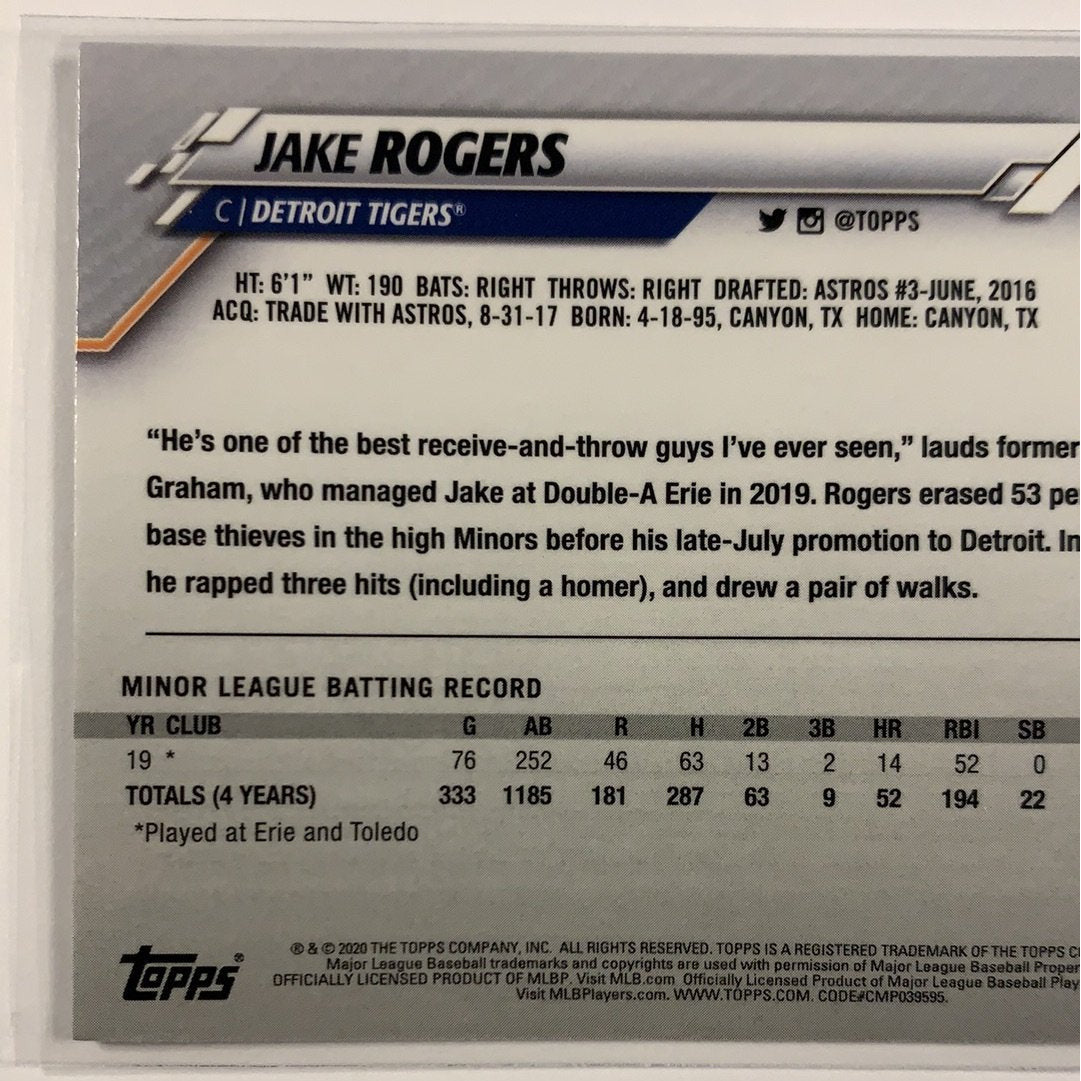 JAKE ROGERS
C | DETROIT TIGERS® @TOPPS
HT: 6'1” WT: 190 BATS: RIGHT THROWS: RIGHT DRAFTED: ASTROS #3-JUNE, 2016
ACQ: TRADE WITH ASTROS, 8-31-17 BORN: 4-18-95, CANYON, TX HOME: CANYON, TX
“He’s one of the best receive-and-throw guys I’ve ever seen,” lauds former
Graham, who managed Jake at Double-A Erie in 2019. Rogers erased 53 pe
base thieves in the high Minors before his late-July promotion to Detroit. In
he rapped three hits (including a homer), and drew a pair of walks.
MINOR LEAGUE BATTING RECORD
YR CLUB G AB R H 2B 3B HR RBI SB
19 * 76 252 46 63 13 2 14 52 0
TOTALS (4 YEARS) 333 1185 181 287 63 9 52 194 22
*Played at Erie and Toledo
Topps®
® & © 2020 THE TOPPS COMPANY, INC. ALL RIGHTS RESERVED. TOPPS IS A REGISTERED TRADEMARK OF THE TOPPS C
Major League Baseball trademarks and copyrights are used with permission of Major League Baseball Proper
OFFICIALLY LICENSED PRODUCT OF MLBP. Visit MLB.com Officially Licensed Product of Major League Baseball Play
Visit MLBPlayers.com. WWW.TOPPS.COM. CODE#CMP039595.